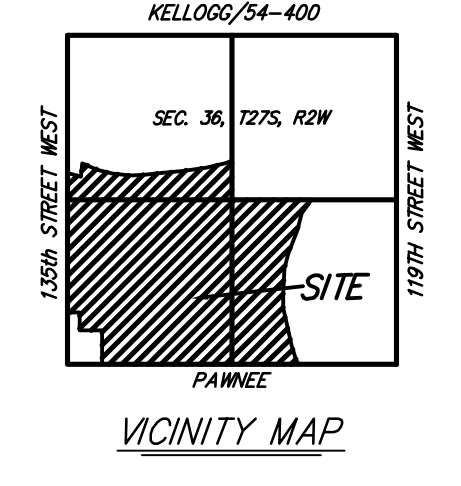 KELLOGG/54-400
SEC. 36, T27S, R2W
135th STREET WEST
119TH STREET WEST
SITE
PAWNEE
VICINITY MAP